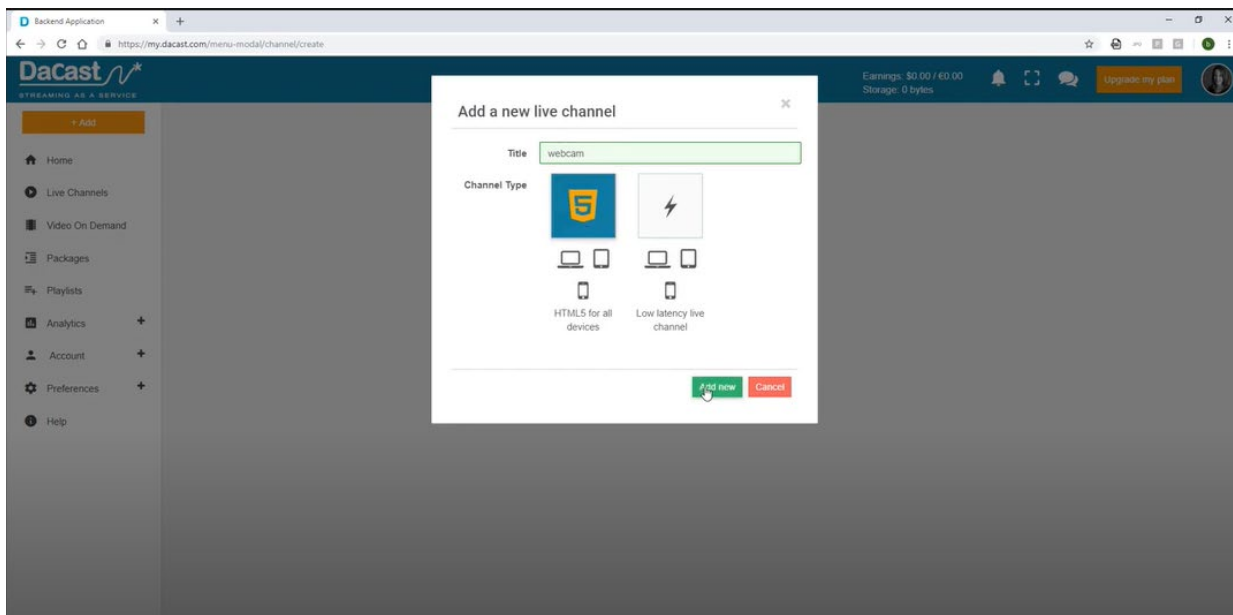 Backend Application
https://my.dacast.com/menu-modal/channel/create
DaCast
STREAMING AS A SERVICE
Earnings: $0.00 / €0.00
Storage: 0 bytes
Upgrade my plan
+ Add
Home
Live Channels
Video On Demand
Packages
Playlists
Analytics +
Account +
Preferences +
Help
Add a new live channel
Title webcam
Channel Type
HTML5 for all
devices
Low latency live
channel
Add new Cancel